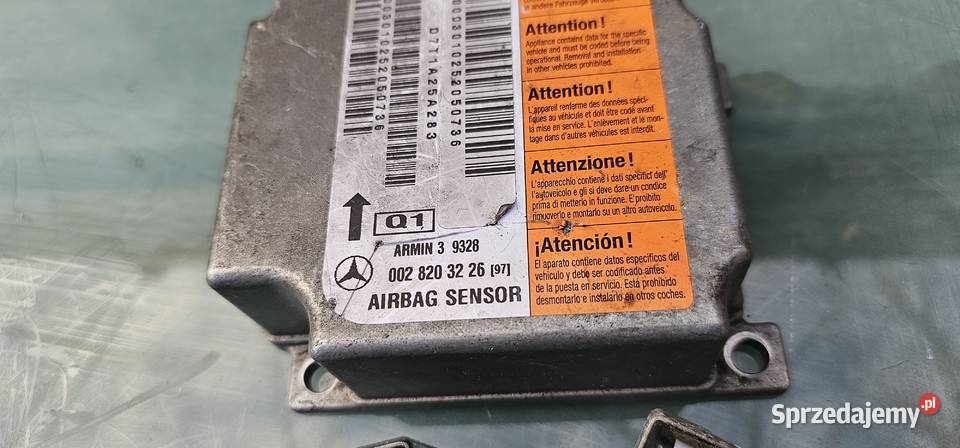 in andere Fahrzeuge verboten
Attention !
Appliance contains data for the specific
vehicle and must be coded before being
operational. Removal and installation
in other vehicles prohibited.
Attention !
L'appareil renferme des données spéci-
fiques au véhicule et doit être codé avant
la mise en service. L'enlèvement et le mon-
tage dans d'autres véhicules est interdit.
Attenzione !
L'apparecchio contiene i dati specifici dell'
autoveicolo e gli si deve dare un condice
prima di metterlo in funzione. E'proibito
rimuoverlo e montarlo su un altro autoveicolo.
¡Atención !
El aparato contiene datos específicos del
vehículo y debe ser codificado antes
de la puesta en servicio. Está prohibido
desmontarlo e instalarlo en otros coches.
D7T1A25A283
Q1
ARMIN 3 9328
002 820 32 26 [97]
AIRBAG SENSOR
Sprzedajemy.pl